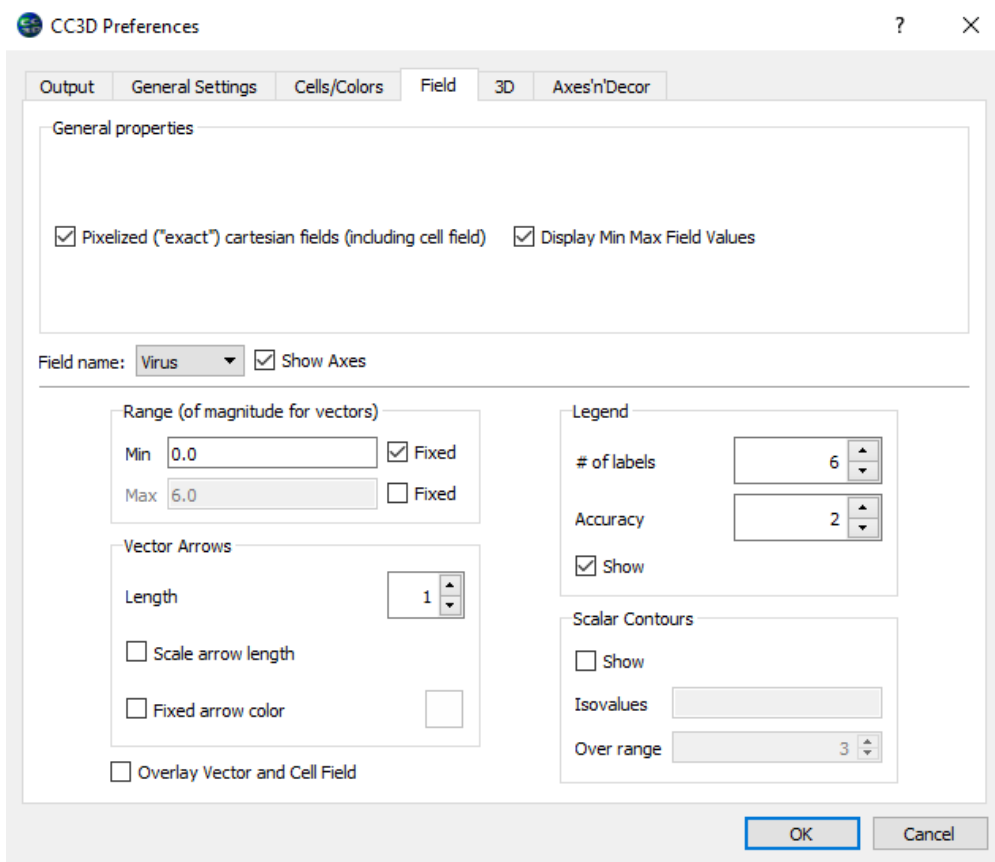 CC3D Preferences
?
Output General Settings Cells/Colors Field 3D Axes'n'Decor
General properties
Pixelized ("exact") cartesian fields (including cell field) Display Min Max Field Values
Field name: Virus Show Axes
Range (of magnitude for vectors)
Min 0.0 Fixed
Max 6.0 Fixed
Vector Arrows
Length 1
Scale arrow length
Fixed arrow color
Overlay Vector and Cell Field
Legend
# of labels 6
Accuracy 2
Show
Scalar Contours
Show
Isovalues
Over range 3
OK Cancel